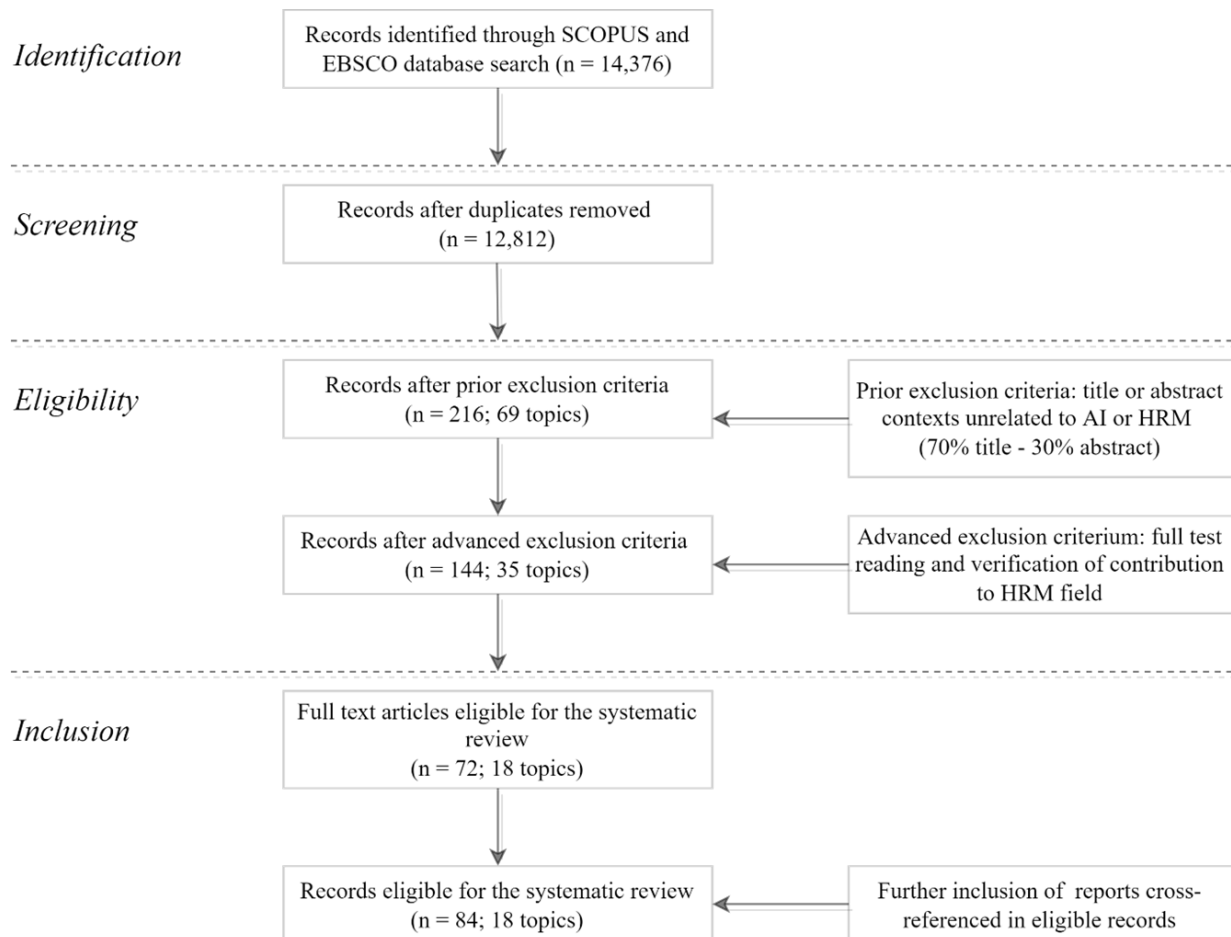 Identification
Records identified through SCOPUS and
EBSCO database search (n = 14,376)
Screening
Records after duplicates removed
(n = 12,812)
Eligibility
Records after prior exclusion criteria
(n = 216; 69 topics)
Prior exclusion criteria: title or abstract
contexts unrelated to AI or HRM
(70% title - 30% abstract)
Records after advanced exclusion criteria
(n = 144; 35 topics)
Advanced exclusion criterium: full test
reading and verification of contribution
to HRM field
Inclusion
Full text articles eligible for the systematic
review
(n = 72; 18 topics)
Records eligible for the systematic review
(n = 84; 18 topics)
Further inclusion of reports cross-
referenced in eligible records